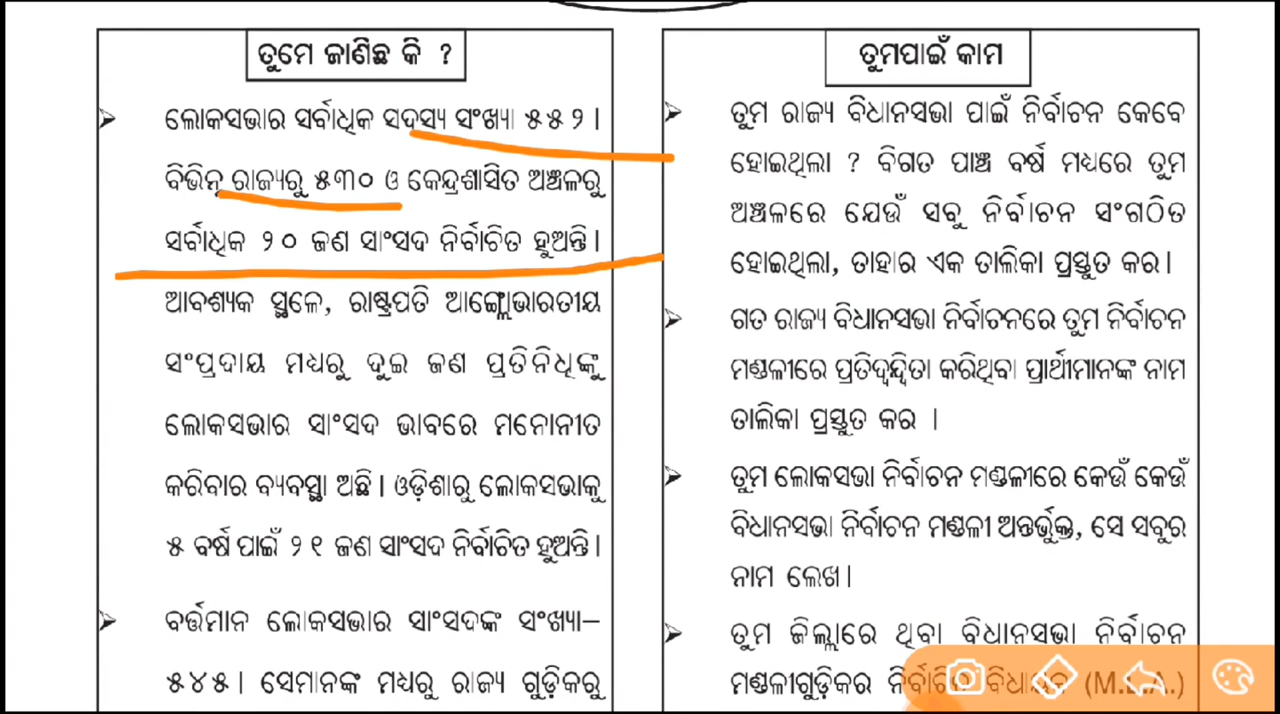 ତୁମେ ଜାଣିଛ କି ?
ଲୋକସଭାର ସର୍ବାଧିକ ସଦସ୍ୟ ସଂଖ୍ୟା ୫୫୨ ।
ବିଭିନ୍ନ ରାଜ୍ୟରୁ ୫୩୦ ଓ କେନ୍ଦ୍ରଶାସିତ ଅଞ୍ଚଳରୁ
ସର୍ବାଧିକ ୨୦ ଜଣ ସାଂସଦ ନିର୍ବାଚିତ ହୁଅନ୍ତି ।
ଆବଶ୍ୟକ ସ୍ଥଳେ, ରାଷ୍ଟ୍ରପତି ଆଙ୍ଗ୍ଲୋଭାରତୀୟ
ସଂପ୍ରଦାୟ ମଧ୍ୟରୁ ଦୁଇ ଜଣ ପ୍ରତିନିଧିଙ୍କୁ
ଲୋକସଭାର ସାଂସଦ ଭାବରେ ମନୋନୀତ
କରିବାର ବ୍ୟବସ୍ଥା ଅଛି । ଓଡ଼ିଶାରୁ ଲୋକସଭାକୁ
୫ ବର୍ଷ ପାଇଁ ୨୧ ଜଣ ସାଂସଦ ନିର୍ବାଚିତ ହୁଅନ୍ତି ।
ବର୍ତ୍ତମାନ ଲୋକସଭାର ସାଂସଦଙ୍କ ସଂଖ୍ୟା–
୫୪୫ । ସେମାନଙ୍କ ମଧ୍ୟରୁ ରାଜ୍ୟ ଗୁଡ଼ିକରୁ
ତୁମପାଇଁ କାମ
ତୁମ ରାଜ୍ୟ ବିଧାନସଭା ପାଇଁ ନିର୍ବାଚନ କେବେ
ହୋଇଥିଲା ? ବିଗତ ପାଞ୍ଚ ବର୍ଷ ମଧ୍ୟରେ ତୁମ
ଅଞ୍ଚଳରେ ଯେଉଁ ସବୁ ନିର୍ବାଚନ ସଂଗଠିତ
ହୋଇଥିଲା, ତାହାର ଏକ ତାଲିକା ପ୍ରସ୍ତୁତ କର ।
ଗତ ରାଜ୍ୟ ବିଧାନସଭା ନିର୍ବାଚନରେ ତୁମ ନିର୍ବାଚନ
ମଣ୍ଡଳୀରେ ପ୍ରତିଦ୍ୱନ୍ଦ୍ୱିତା କରିଥିବା ପ୍ରାର୍ଥୀମାନଙ୍କ ନାମ
ତାଲିକା ପ୍ରସ୍ତୁତ କର ।
ତୁମ ଲୋକସଭା ନିର୍ବାଚନ ମଣ୍ଡଳୀରେ କେଉଁ କେଉଁ
ବିଧାନସଭା ନିର୍ବାଚନ ମଣ୍ଡଳୀ ଅନ୍ତର୍ଭୁକ୍ତ, ସେ ସବୁର
ନାମ ଲେଖ ।
ତୁମ ଜିଲ୍ଲାରେ ଥିବା ବିଧାନସଭା ନିର୍ବାଚନ
ମଣ୍ଡଳୀଗୁଡ଼ିକର ନିର୍ବାଚିତ ବିଧାୟକ (M.L.A.)